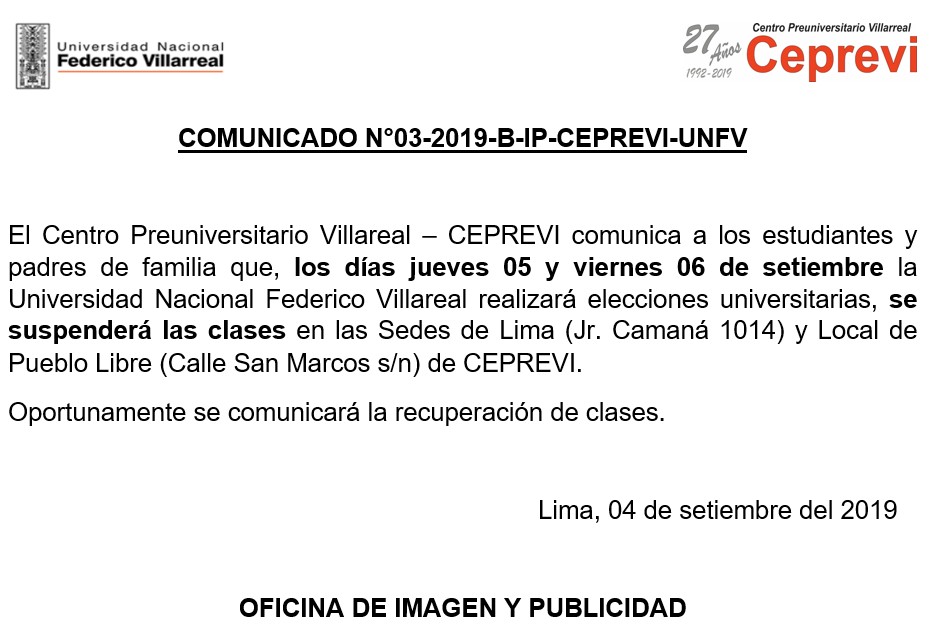 Universidad Nacional
Federico Villarreal
27 Años
1992-2019
Centro Preuniversitario Villarreal
Ceprevi
COMUNICADO N°03-2019-B-IP-CEPREVI-UNFV
El Centro Preuniversitario Villareal – CEPREVI comunica a los estudiantes y
padres de familia que, los días jueves 05 y viernes 06 de setiembre la
Universidad Nacional Federico Villareal realizará elecciones universitarias, se
suspenderá las clases en las Sedes de Lima (Jr. Camaná 1014) y Local de
Pueblo Libre (Calle San Marcos s/n) de CEPREVI.
Oportunamente se comunicará la recuperación de clases.
Lima, 04 de setiembre del 2019
OFICINA DE IMAGEN Y PUBLICIDAD